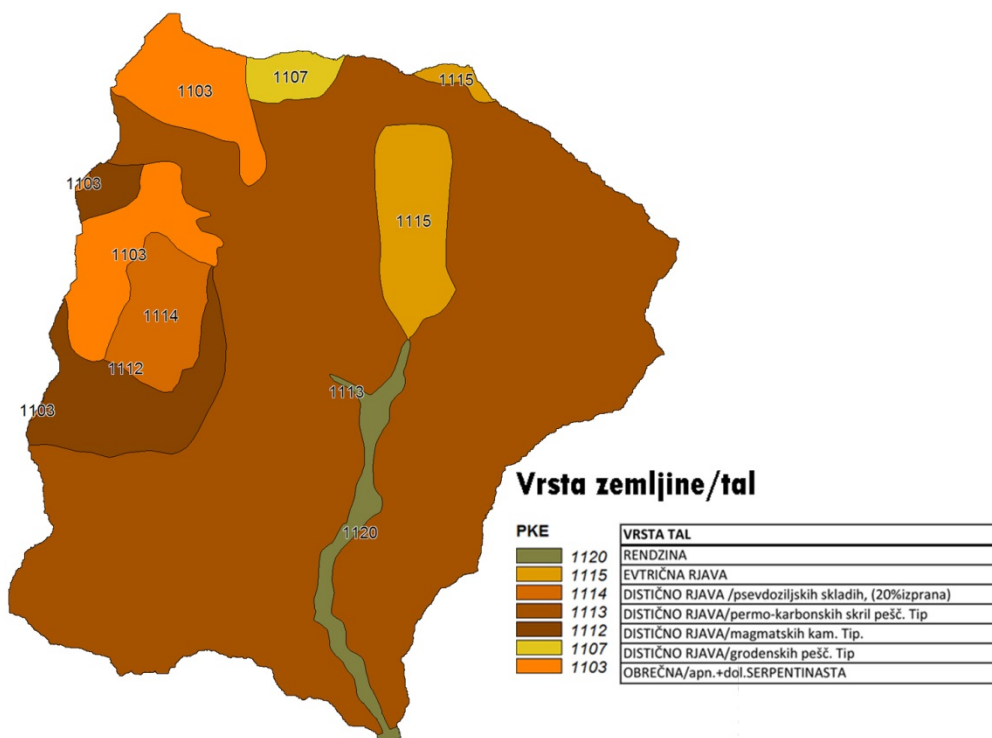 1107
1115
1103
1103
1115
1103
1114
1112
1113
1103
1120
Vrsta zemljine/tal
PKE VRSTA TAL
1120 RENDZINA
1115 EVTRIČNA RJAVA
1114 DISTIČNO RJAVA /psevdoziljskih skladih, (20%izprana)
1113 DISTIČNO RJAVA/permo-karbonskih skril pešč. Tip
1112 DISTIČNO RJAVA/magmatskih kam. Tip.
1107 DISTIČNO RJAVA/grodenskih pešč. Tip
1103 OBREČNA/apn.+dol.SERPENTINASTA